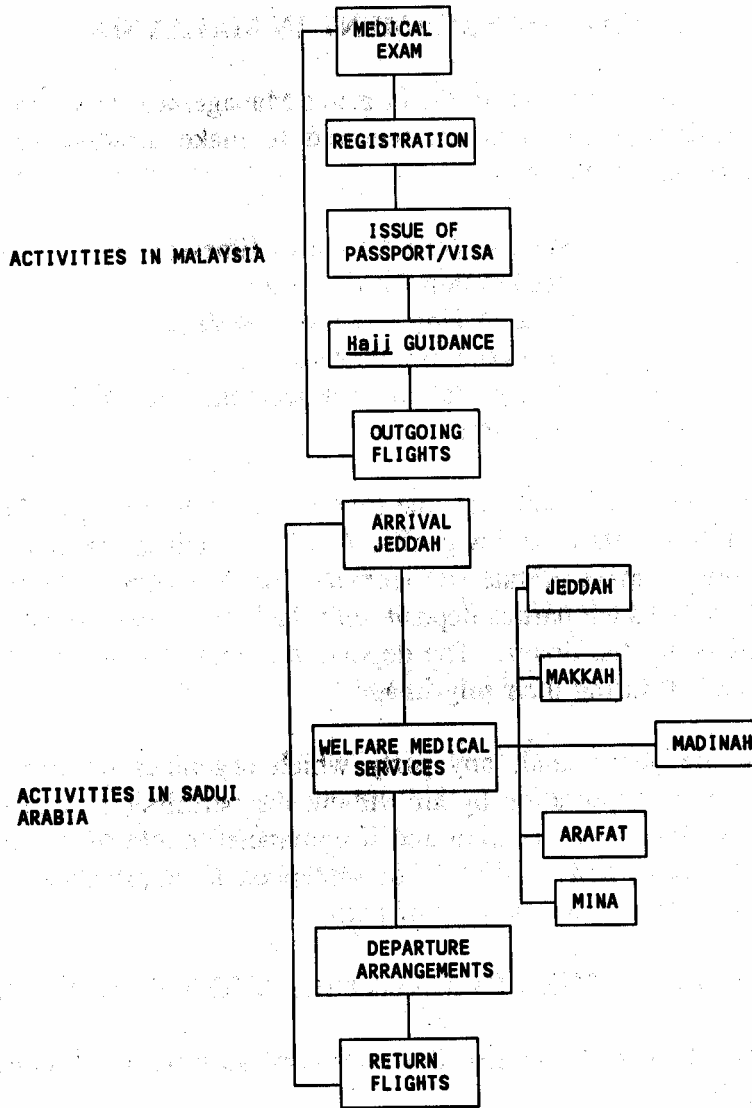 MEDICAL
EXAM
REGISTRATION
ISSUE OF
PASSPORT/VISA
ACTIVITIES IN MALAYSIA
Hajj GUIDANCE
OUTGOING
FLIGHTS
ARRIVAL
JEDDAH
JEDDAH
MAKKAH
WELFARE MEDICAL
SERVICES
MADINAH
ACTIVITIES IN SADUI
ARABIA
ARAFAT
MINA
DEPARTURE
ARRANGEMENTS
RETURN
FLIGHTS